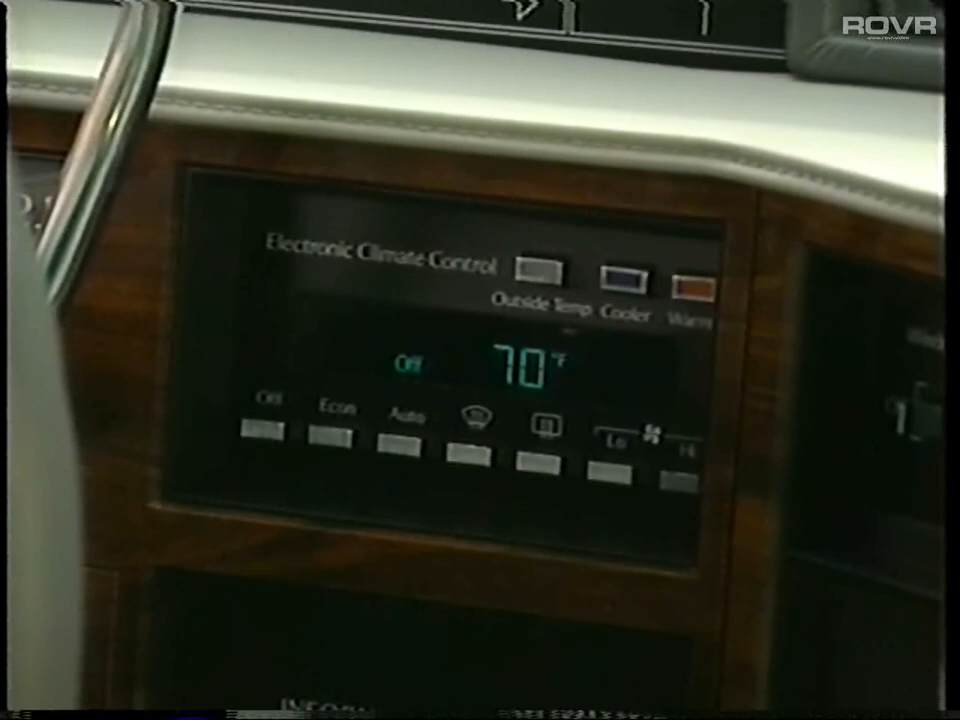 ROVR
Electronic Climate Control
Outside Temp Cooler Warm
Off 70°F
Off Econ Auto
Lo Hi